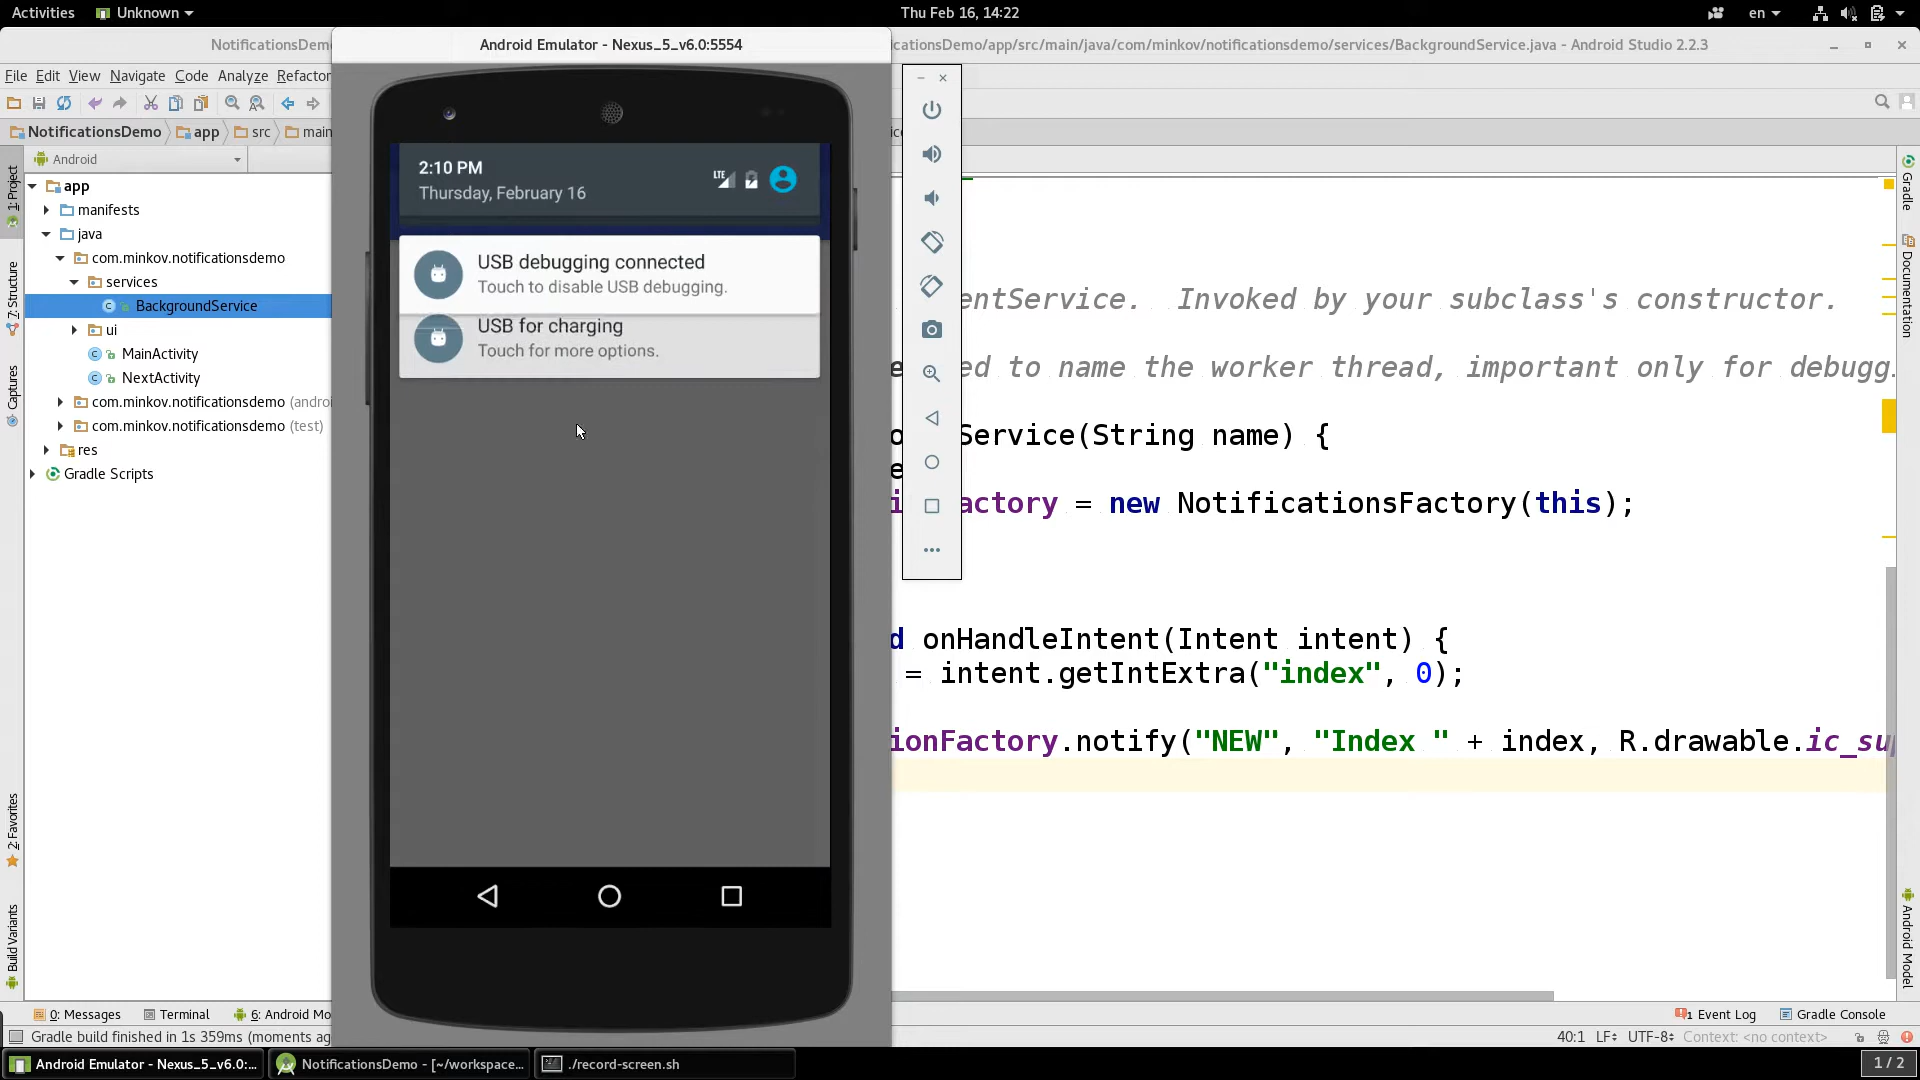 Activities
Unknown
Thu Feb 16, 14:22
en
NotificationsDemo
Android Emulator - Nexus_5_v6.0:5554
cationsDemo/app/src/main/java/com/minkov/notificationsdemo/services/BackgroundService.java - Android Studio 2.2.3
File Edit View Navigate Code Analyze Refactor
NotificationsDemo
app
src
main
Android
1: Project
7: Structure
Captures
2: Favorites
Build Variants
app
manifests
java
com.minkov.notificationsdemo
services
BackgroundService
ui
MainActivity
NextActivity
com.minkov.notificationsdemo (androi
com.minkov.notificationsdemo (test)
res
Gradle Scripts
2:10 PM
Thursday, February 16
LTE
USB debugging connected
Touch to disable USB debugging.
USB for charging
Touch for more options.
entService.  Invoked by your subclass's constructor.
ed to name the worker thread, important only for debugg
Service(String name) {
actory = new NotificationsFactory(this);
d onHandleIntent(Intent intent) {
= intent.getIntExtra("index", 0);
ionFactory.notify("NEW", "Index " + index, R.drawable.ic_su
Gradle
Documentation
Android Model
0: Messages
Terminal
6: Android Mo
1 Event Log
Gradle Console
Gradle build finished in 1s 359ms (moments ag
40:1 LF÷ UTF-8÷ Context: <no context>
Android Emulator - Nexus_5_v6.0:...
NotificationsDemo - [~/workspace...
./record-screen.sh
1 / 2